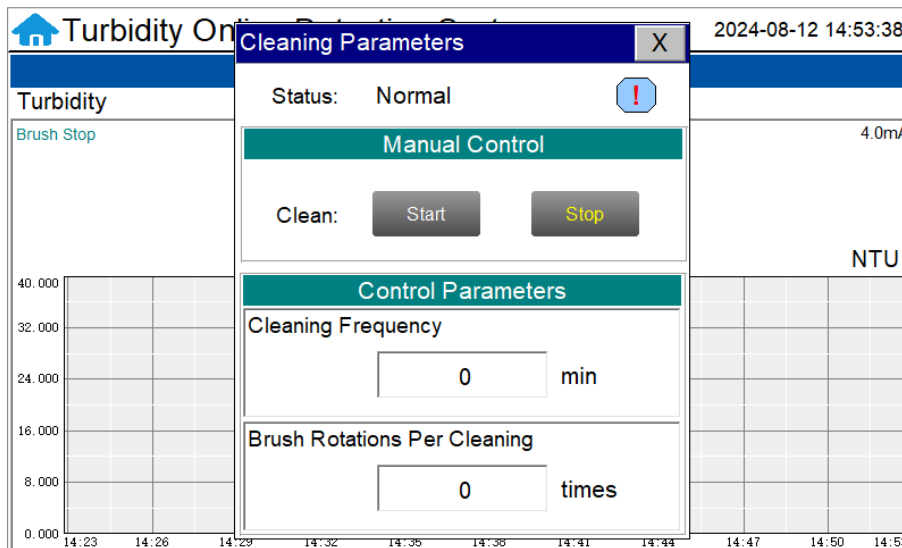 Turbidity On
2024-08-12 14:53:38
Cleaning Parameters
X
Turbidity
Status: Normal
!
Brush Stop
4.0mA
Manual Control
Clean: Start Stop
NTU
Control Parameters
Cleaning Frequency
0 min
Brush Rotations Per Cleaning
0 times
40.000
32.000
24.000
16.000
8.000
0.000
14:23 14:26 14:29 14:32 14:35 14:38 14:41 14:44 14:47 14:50 14:5